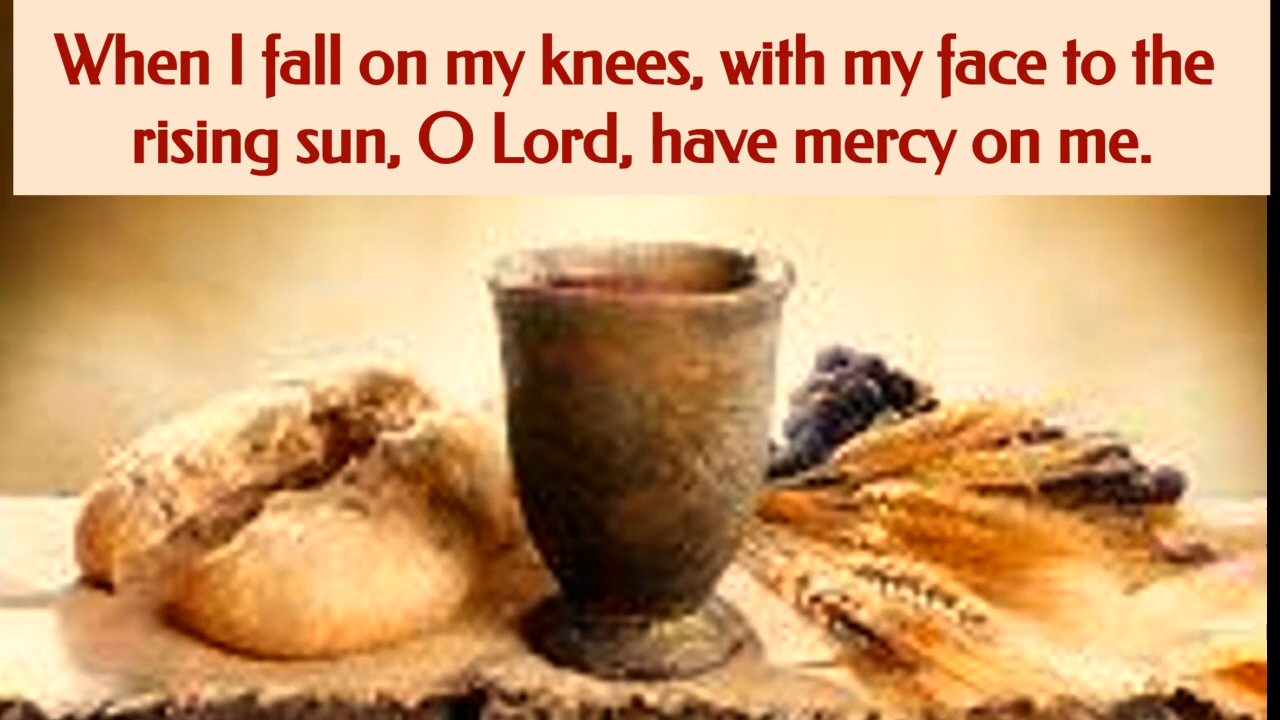 When I fall on my knees, with my face to the
rising sun, O Lord, have mercy on me.